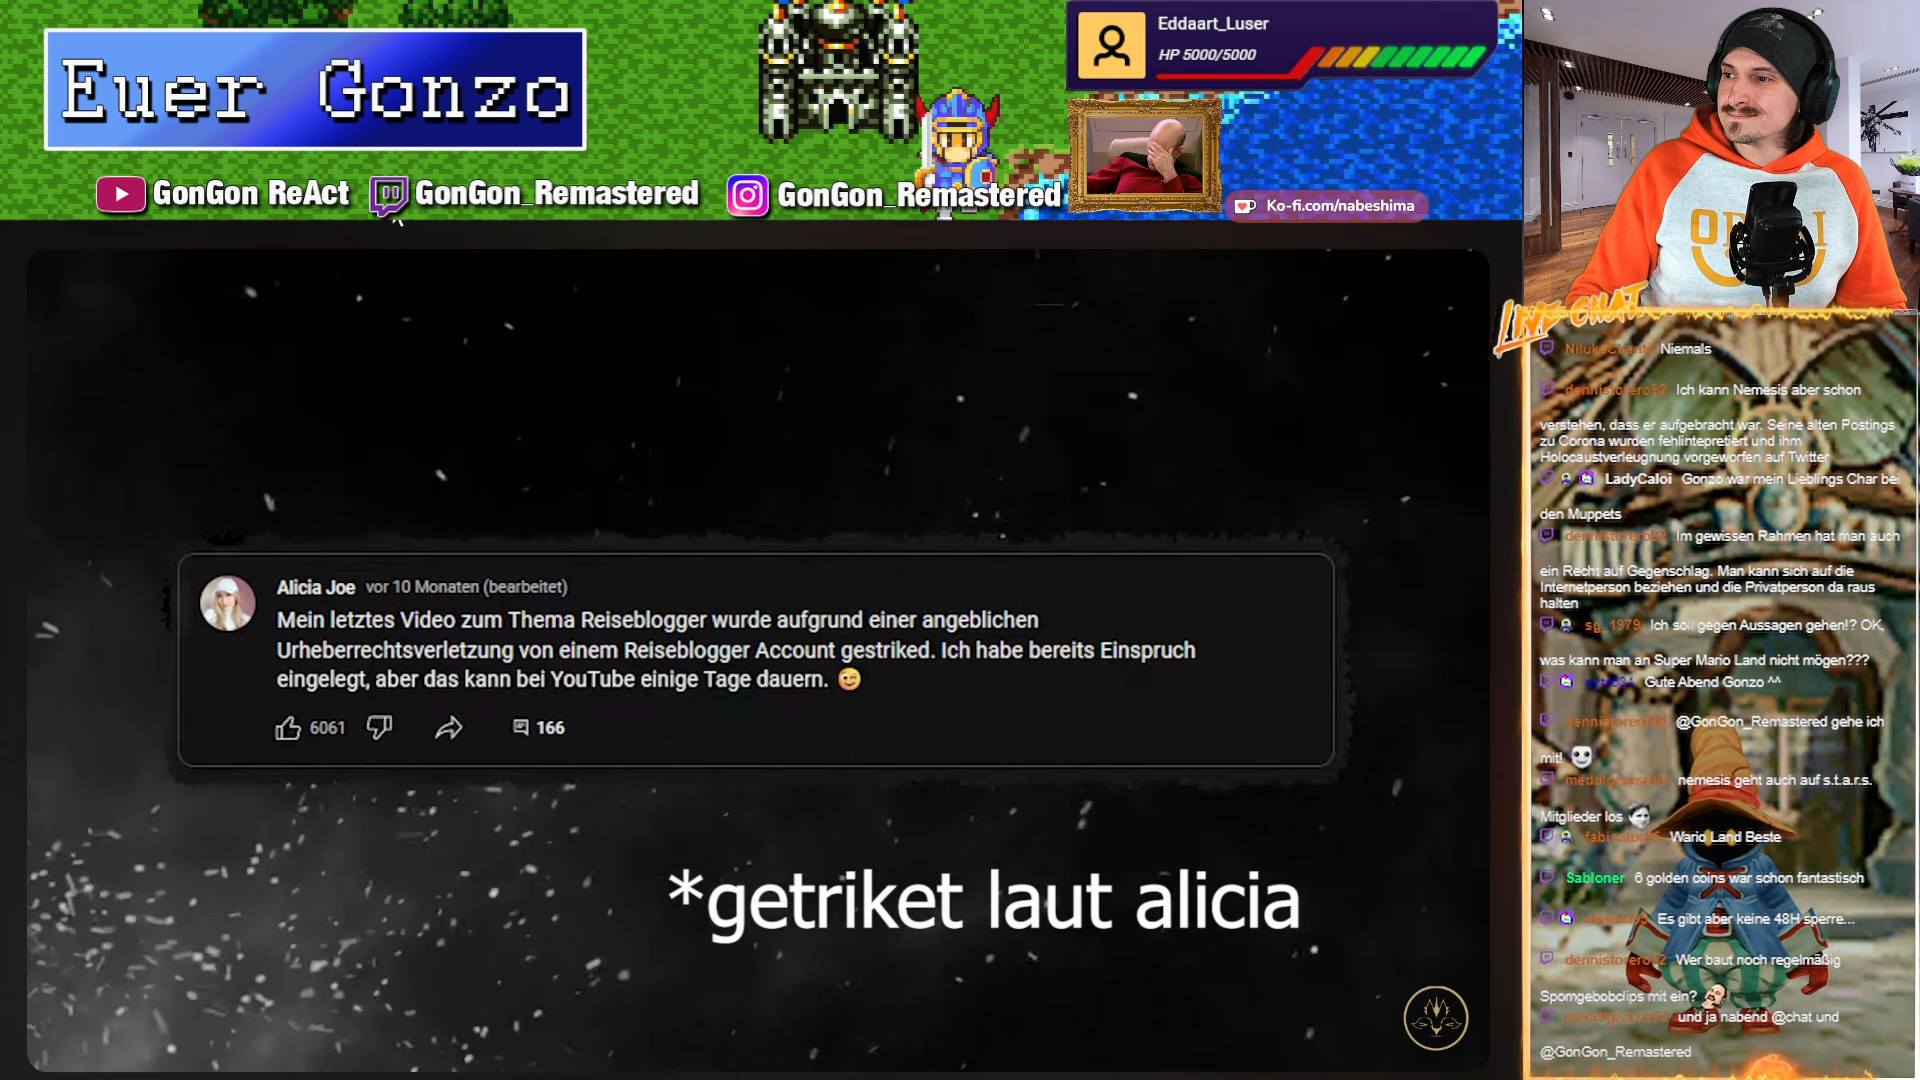 Euer Gonzo
GonGon ReAct
GonGon_Remastered
GonGon_Remastered
Eddaart_Luser
HP 5000/5000
Ko-fi.com/nabeshima
LIVE CHAT
Alicia Joe vor 10 Monaten (bearbeitet)
Mein letztes Video zum Thema Reiseblogger wurde aufgrund einer angeblichen
Urheberrechtsverletzung von einem Reiseblogger Account gestriked. Ich habe bereits Einspruch
eingelegt, aber das kann bei YouTube einige Tage dauern. 😉
6061
166
*getriket laut alicia
Niemals
Ich kann Nemesis aber schon
verstehen, dass er aufgebracht war. Seine alten Postings
zu Corona wurden fehlintepretiert und ihm
Holocaustverleugnung vorgeworfen auf Twitter
LadyCaloi Gonzo war mein Lieblings Char bei
den Muppets
Im gewissen Rahmen hat man auch
ein Recht auf Gegenschlag. Man kann sich auf die
Internetperson beziehen und die Privatperson da raus
halten
sg_1979 Ich soll gegen Aussagen gehen!? OK,
was kann man an Super Mario Land nicht mögen???
Gute Abend Gonzo ^^
@GonGon_Remastered gehe ich
mit!
nemesis geht auch auf s.t.a.r.s.
Mitglieder los
Wario Land Beste
Sabloner 6 golden coins war schon fantastisch
Es gibt aber keine 48H sperre...
Wer baut noch regelmäßig
Spomgebobclips mit ein?
und ja nabend @chat und
@GonGon_Remastered